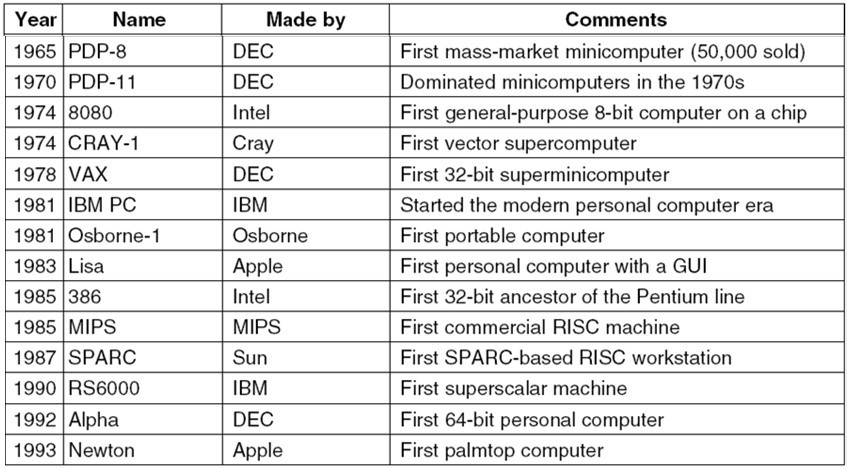 Year Name Made by Comments
1965 PDP-8 DEC First mass-market minicomputer (50,000 sold)
1970 PDP-11 DEC Dominated minicomputers in the 1970s
1974 8080 Intel First general-purpose 8-bit computer on a chip
1974 CRAY-1 Cray First vector supercomputer
1978 VAX DEC First 32-bit superminicomputer
1981 IBM PC IBM Started the modern personal computer era
1981 Osborne-1 Osborne First portable computer
1983 Lisa Apple First personal computer with a GUI
1985 386 Intel First 32-bit ancestor of the Pentium line
1985 MIPS MIPS First commercial RISC machine
1987 SPARC Sun First SPARC-based RISC workstation
1990 RS6000 IBM First superscalar machine
1992 Alpha DEC First 64-bit personal computer
1993 Newton Apple First palmtop computer